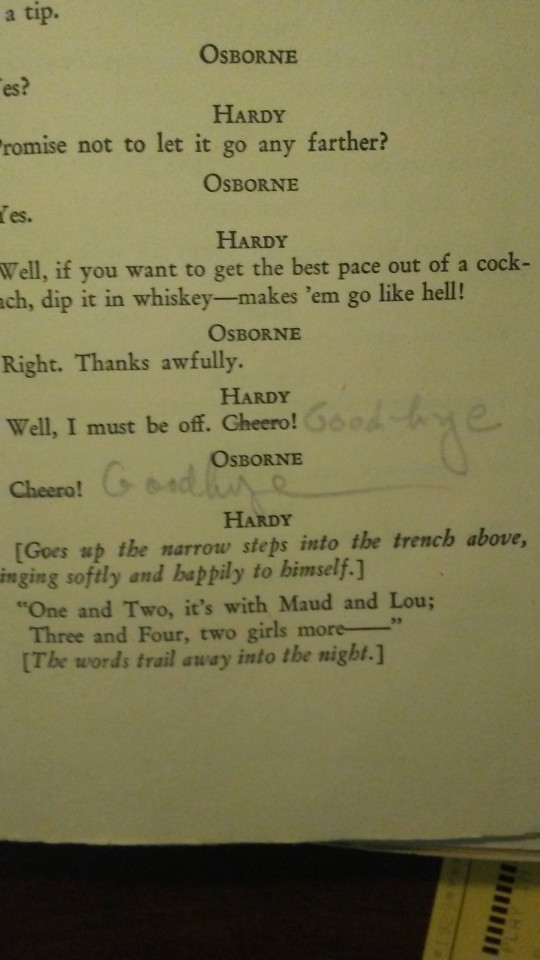 a tip.
OSBORNE
es?
HARDY
romise not to let it go any farther?
OSBORNE
Yes.
HARDY
Well, if you want to get the best pace out of a cock-
ch, dip it in whiskey—makes 'em go like hell!
OSBORNE
Right. Thanks awfully.
HARDY
Well, I must be off. Cheero! Good-bye
OSBORNE
Cheero! Goodbye
HARDY
[Goes up the narrow steps into the trench above,
inging softly and happily to himself.]
"One and Two, it's with Maud and Lou;
Three and Four, two girls more——"
[The words trail away into the night.]